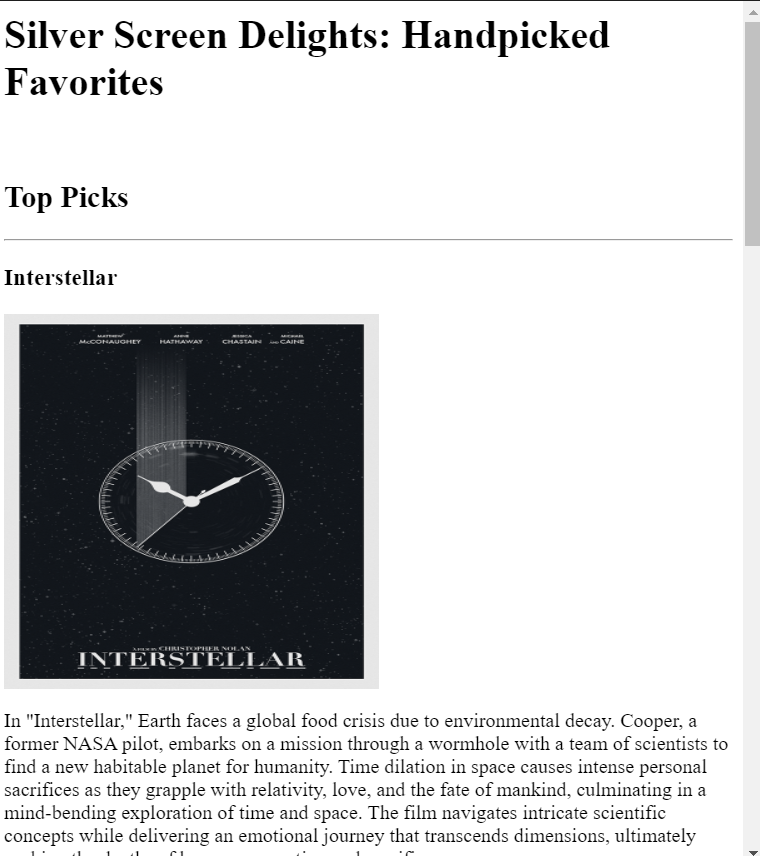 Silver Screen Delights: Handpicked
Favorites
Top Picks
Interstellar
MATTHEW ANNE JESSICA MICHAEL
McCONAUGHEY HATHAWAY CHASTAIN AND CAINE
A FILM BY CHRISTOPHER NOLAN
INTERSTELLAR
In "Interstellar," Earth faces a global food crisis due to environmental decay. Cooper, a
former NASA pilot, embarks on a mission through a wormhole with a team of scientists to
find a new habitable planet for humanity. Time dilation in space causes intense personal
sacrifices as they grapple with relativity, love, and the fate of mankind, culminating in a
mind-bending exploration of time and space. The film navigates intricate scientific
concepts while delivering an emotional journey that transcends dimensions, ultimately